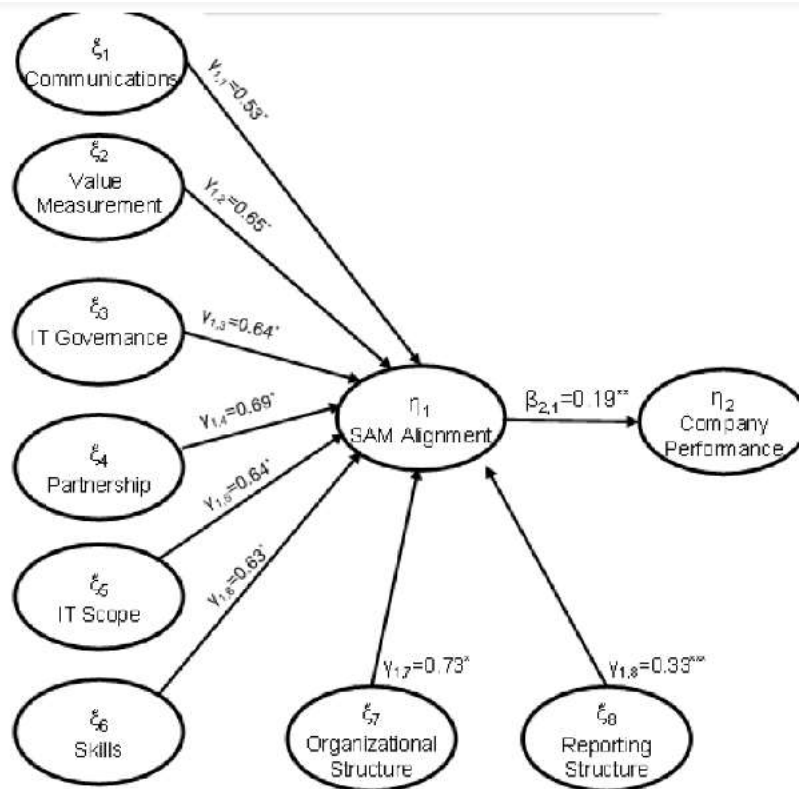 ξ₁
Communications
γ₁,₁=0.53*
ξ₂
Value
Measurement
γ₁,₂=0.65*
ξ₃
IT Governance
γ₁,₃=0.64*
ξ₄
Partnership
γ₁,₄=0.69*
ξ₅
IT Scope
γ₁,₅=0.64*
ξ₆
Skills
γ₁,₆=0.63*
η₁
SAM Alignment
β₂,₁=0.19**
η₂
Company
Performance
γ₁,₇=0.73*
ξ₇
Organizational
Structure
γ₁,₈=0.33***
ξ₈
Reporting
Structure